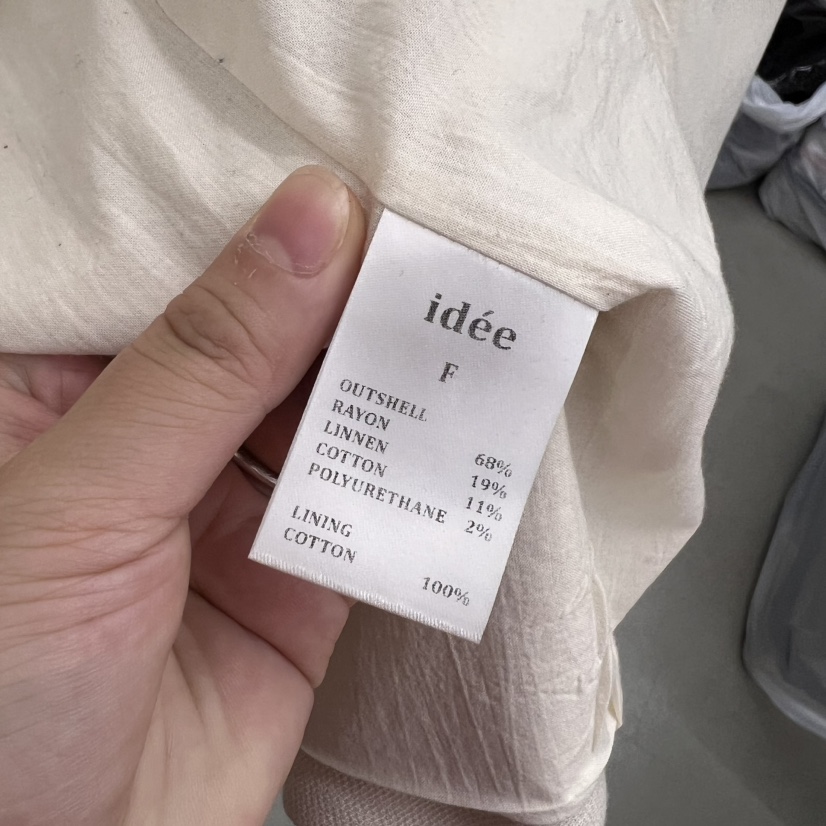 idée
F
OUTSHELL
RAYON 68%
LINNEN 19%
COTTON 11%
POLYURETHANE 2%
LINING
COTTON 100%